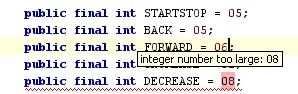 public final int STARTSTOP = 05;
public final int BACK = 05;
public final int FORWARD = 06;
integer number too large: 08
public final int DECREASE = 08;